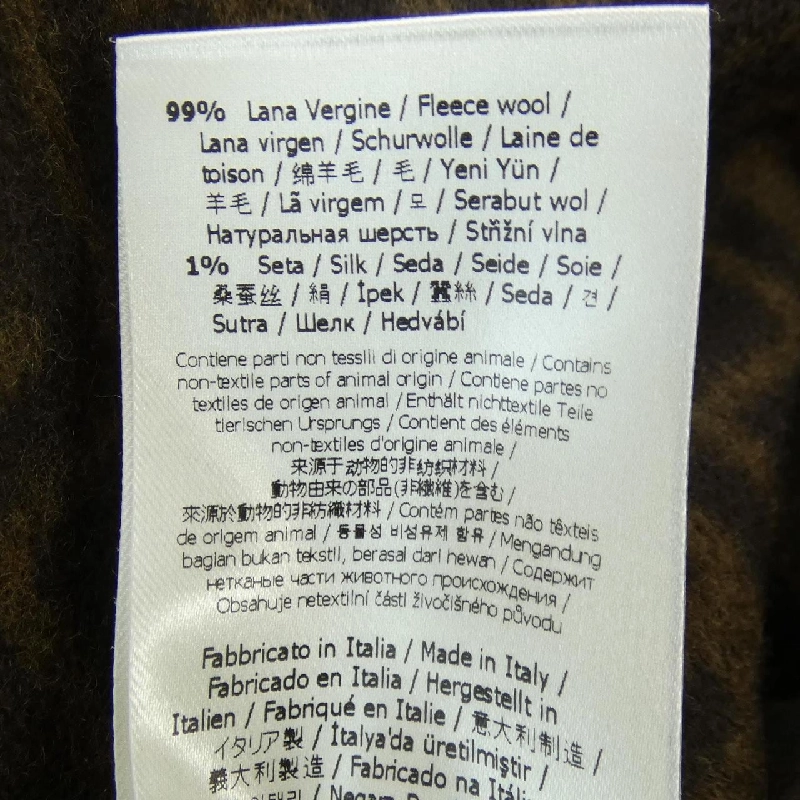 99% Lana Vergine / Fleece wool /
Lana virgen / Schurwolle / Laine de
toison / 绵羊毛 / 毛 / Yeni Yün /
羊毛 / Lã virgem / 모 / Serabut wol /
Натуральная шерсть / Střižní vlna
1% Seta / Silk / Seda / Seide / Soie /
桑蚕丝 / 絹 / İpek / 蠶絲 / Seda / 견 /
Sutra / Шелк / Hedvábí
Contiene parti non tessili di origine animale / Contains
non-textile parts of animal origin / Contiene partes no
textiles de origen animal / Enthält nichttextile Teile
tierischen Ursprungs / Contient des éléments
non-textiles d'origine animale /
来源于动物的非纺织材料 /
動物由来の部品(非繊維)を含む /
來源於動物的非紡織材料 / Contém partes não têxteis
de origem animal / 동물성 비섬유제 함유 / Mengandung
bagian bukan tekstil, berasal dari hewan / Содержит
нетканые части животного происхождения /
Obsahuje netextilní části živočišného původu
Fabbricato in Italia / Made in Italy /
Fabricado en Italia / Hergestellt in
Italien / Fabriqué en Italie / 意大利制造 /
イタリア製 / İtalya'da üretilmiştir /
義大利製造 / Fabricado na Itáli